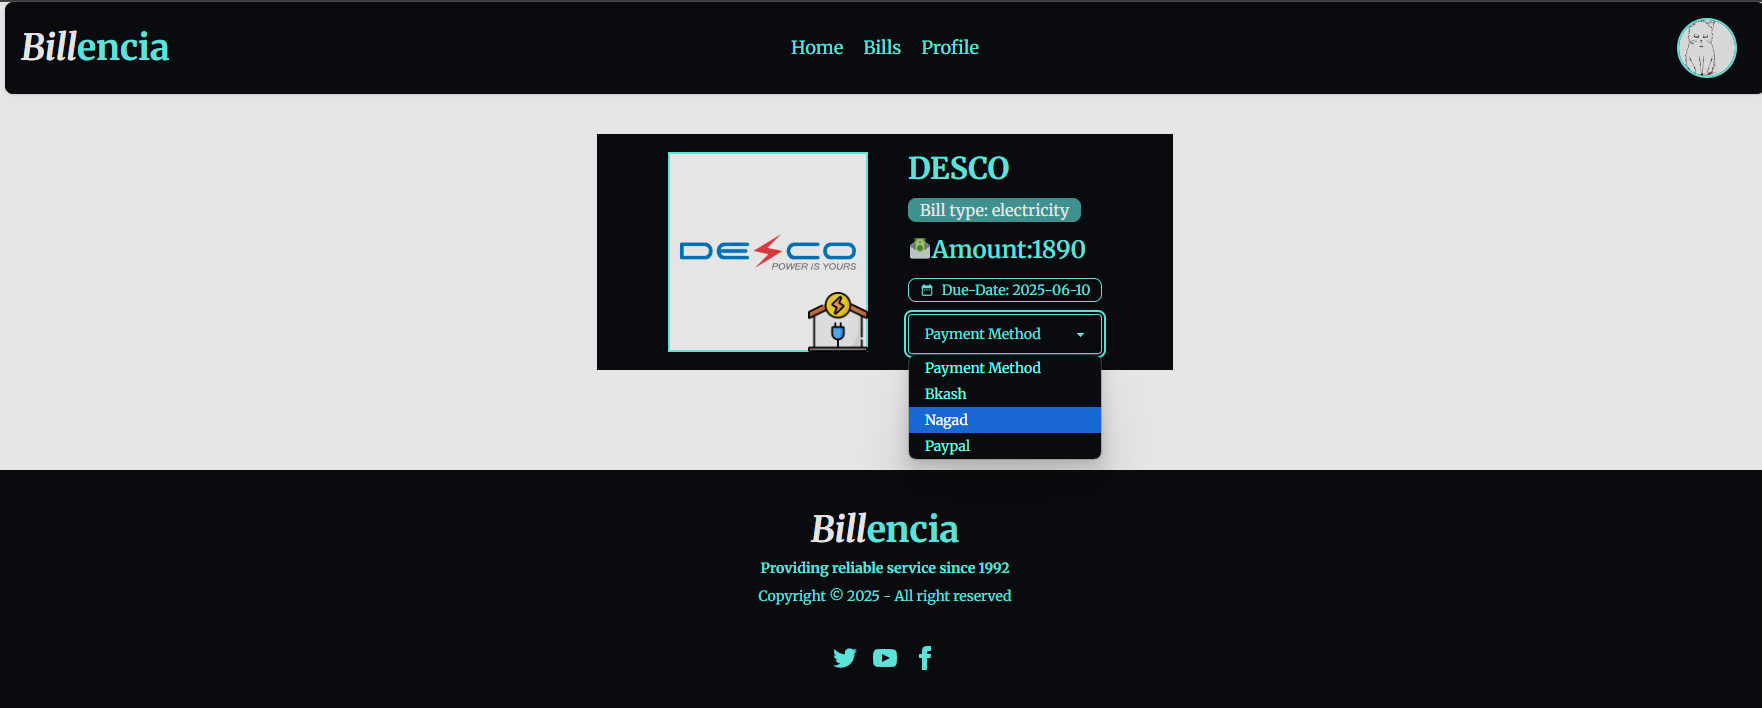 Billencia
Home Bills Profile
DESCO
POWER IS YOURS
DESCO
Bill type: electricity
Amount:1890
Due-Date: 2025-06-10
Payment Method
Payment Method
Bkash
Nagad
Paypal
Billencia
Providing reliable service since 1992
Copyright © 2025 - All right reserved